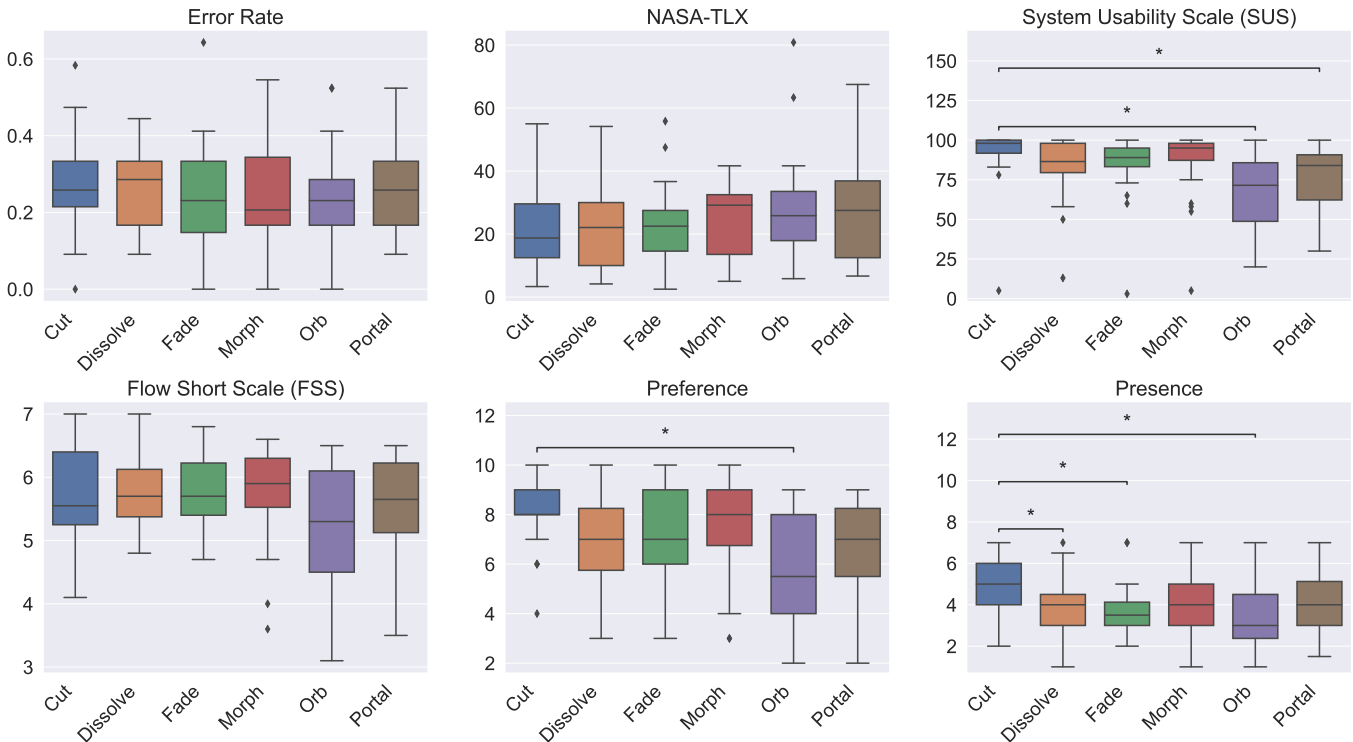 Error Rate
0.6
0.4
0.2
0.0
Cut
Dissolve
Fade
Morph
Orb
Portal
NASA-TLX
80
60
40
20
0
Cut
Dissolve
Fade
Morph
Orb
Portal
System Usability Scale (SUS)
*
*
150
125
100
75
50
25
0
Cut
Dissolve
Fade
Morph
Orb
Portal
Flow Short Scale (FSS)
7
6
5
4
3
Cut
Dissolve
Fade
Morph
Orb
Portal
Preference
*
12
10
8
6
4
2
Cut
Dissolve
Fade
Morph
Orb
Portal
Presence
*
*
*
12
10
8
6
4
2
Cut
Dissolve
Fade
Morph
Orb
Portal